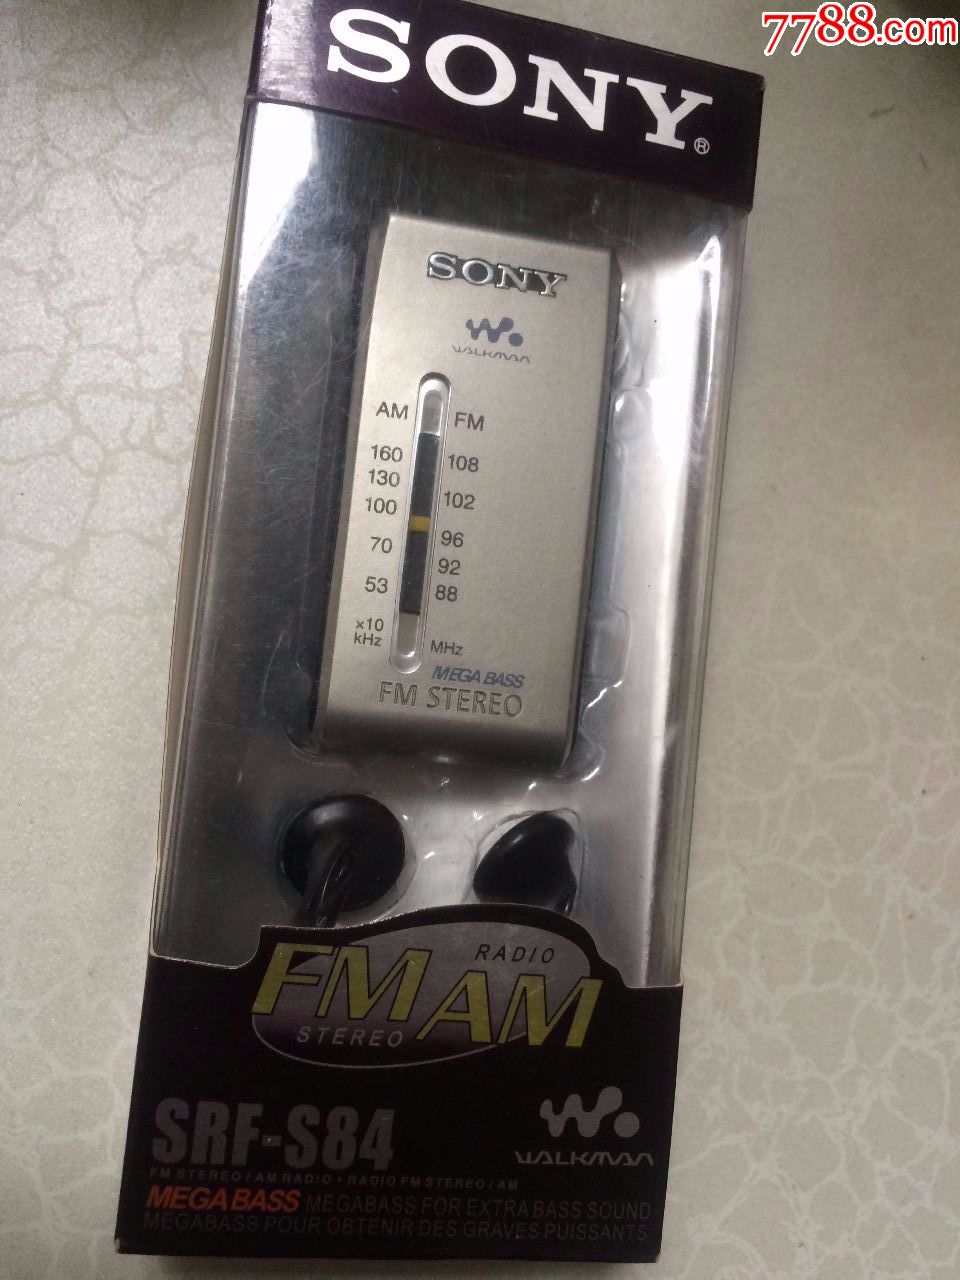 7788.com
SONY®
SONY
WALKMAN
AM FM
160 108
130
100 102
70 96
92
53 88
×10
kHz MHz
MEGA BASS
FM STEREO
RADIO
FM AM
STEREO
SRF-S84
WALKMAN
FM STEREO / AM RADIO • RADIO FM STEREO / AM
MEGABASS MEGABASS FOR EXTRA BASS SOUND
MEGABASS POUR OBTENIR DES GRAVES PUISSANTS